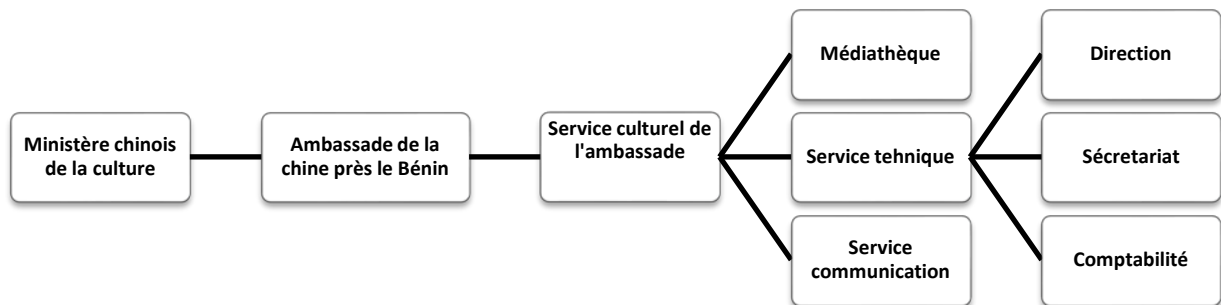 Ministère chinois
de la culture
Ambassade de la
chine près le Bénin
Service culturel de
l'ambassade
Médiathèque
Service tehnique
Service
communication
Direction
Sécretariat
Comptabilité